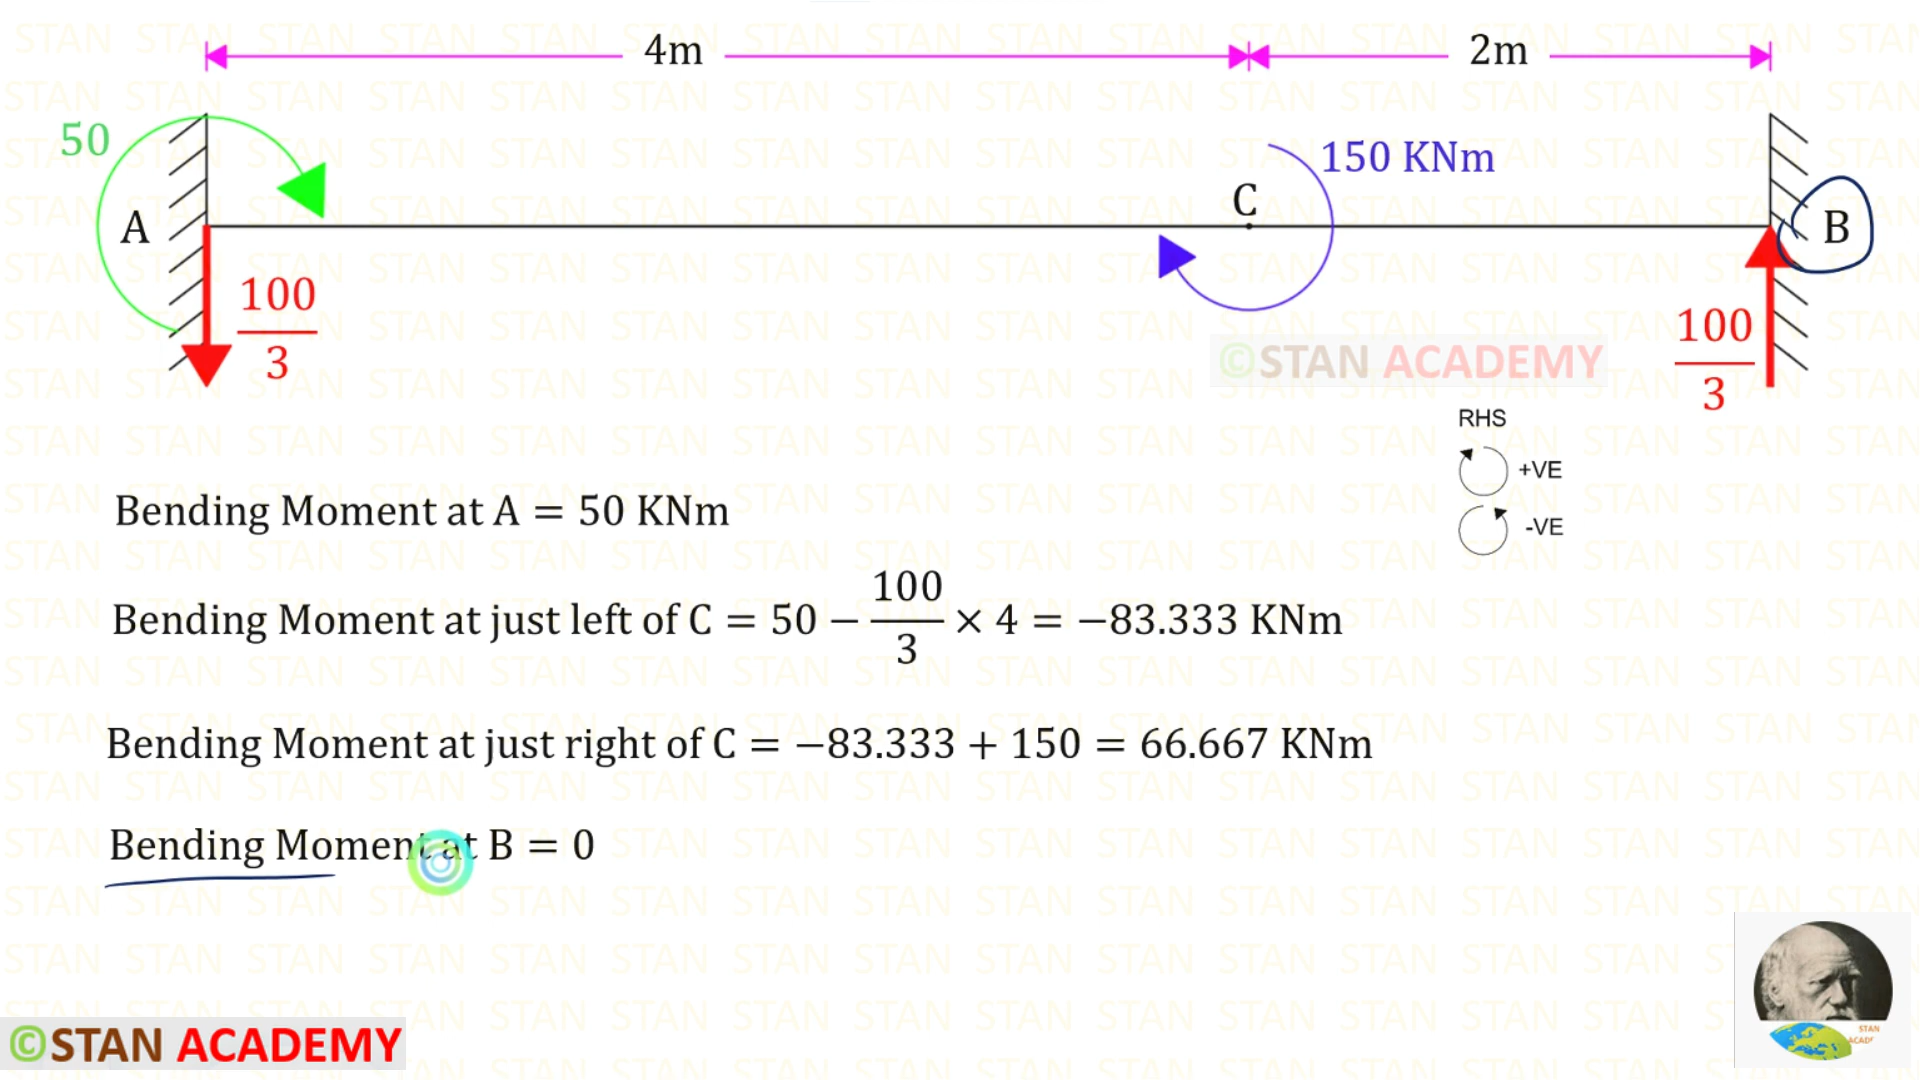 4m 2m
50
150 KNm
A
C
B
100/3
100/3
©STAN ACADEMY
RHS
+VE
-VE
Bending Moment at A = 50 KNm
Bending Moment at just left of C = 50 − 100/3 × 4 = −83.333 KNm
Bending Moment at just right of C = −83.333 + 150 = 66.667 KNm
Bending Moment at B = 0
©STAN ACADEMY
STAN